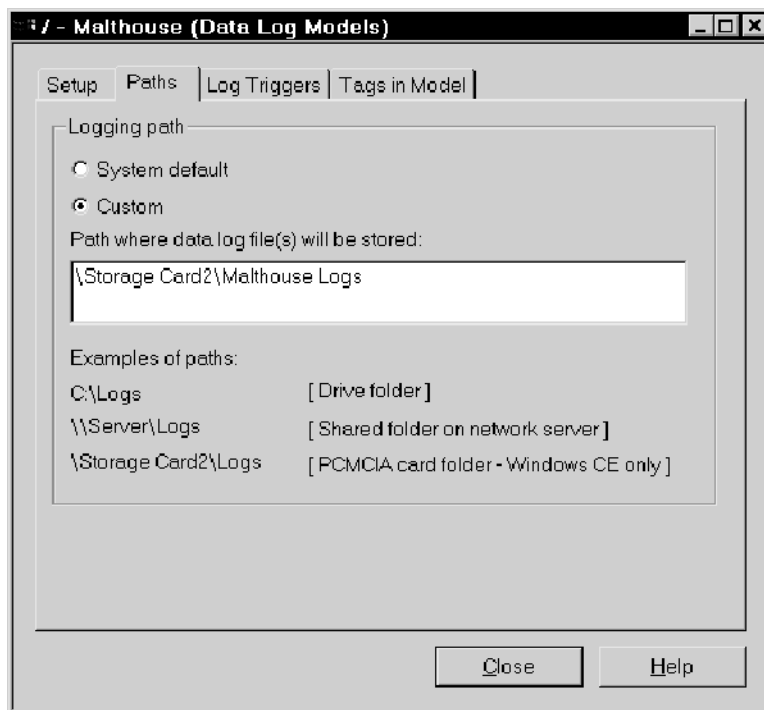 / - Malthouse (Data Log Models)
Setup Paths Log Triggers Tags in Model
Logging path
System default
Custom
Path where data log file(s) will be stored:
\Storage Card2\Malthouse Logs
Examples of paths:
C:\Logs [ Drive folder ]
\\Server\Logs [ Shared folder on network server ]
\Storage Card2\Logs [ PCMCIA card folder - Windows CE only ]
Close Help